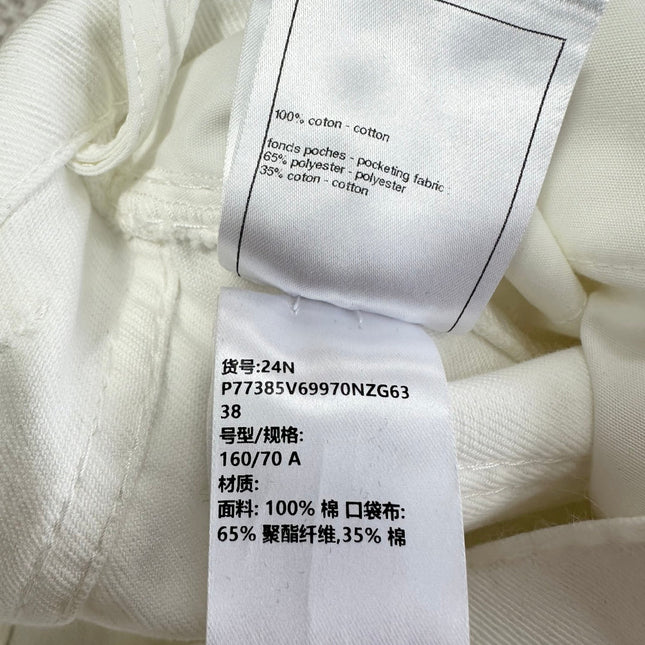 100% coton - cotton
fonds poches - pocketing fabric :
65% polyester - polyester
35% coton - cotton
货号:24N
P77385V69970NZG63
38
号型/规格:
160/70 A
材质:
面料: 100% 棉 口袋布:
65% 聚酯纤维,35% 棉